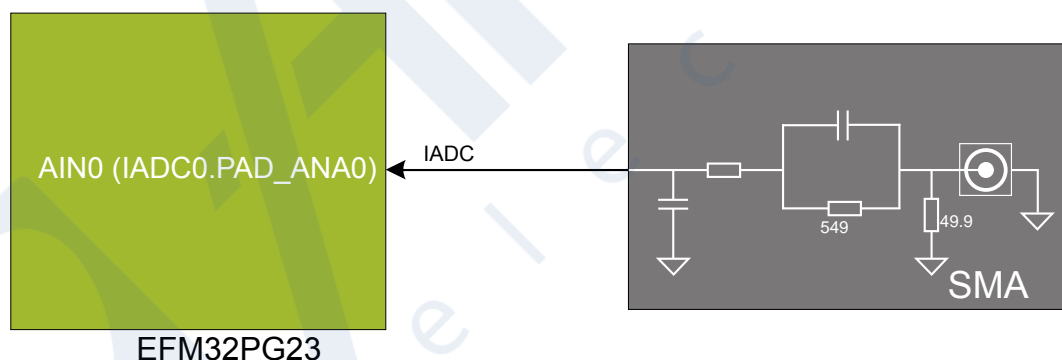 AIN0 (IADC0.PAD_ANA0)
IADC
549
49.9
SMA
EFM32PG23
e l e c